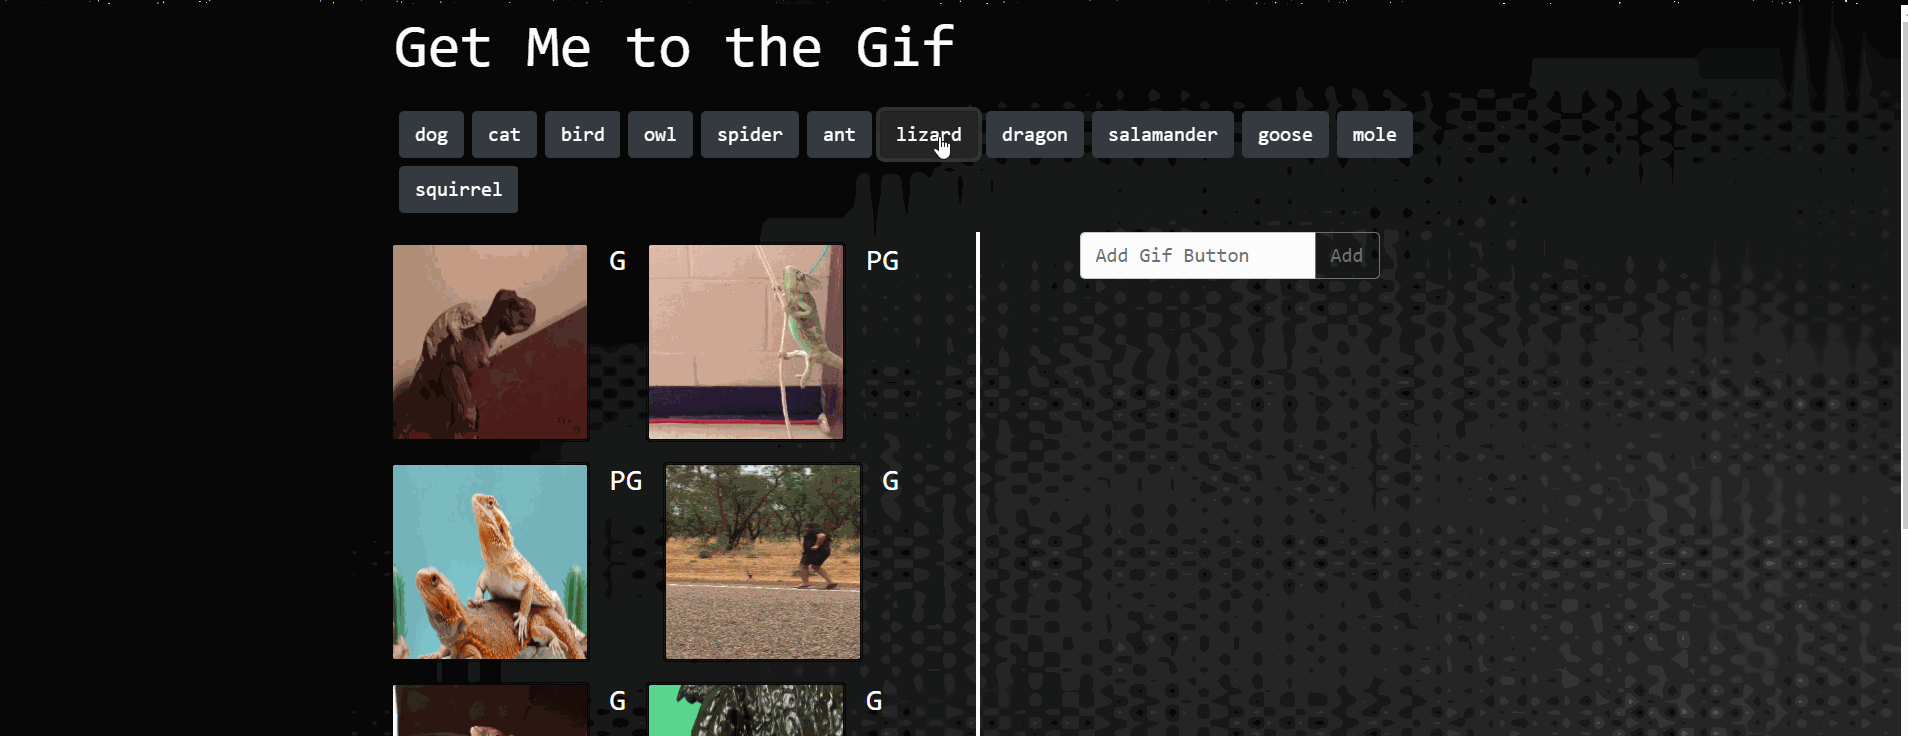 Get Me to the Gif
dog cat bird owl spider ant lizard dragon salamander goose mole
squirrel
Add Gif Button Add
G PG
PG G
G G